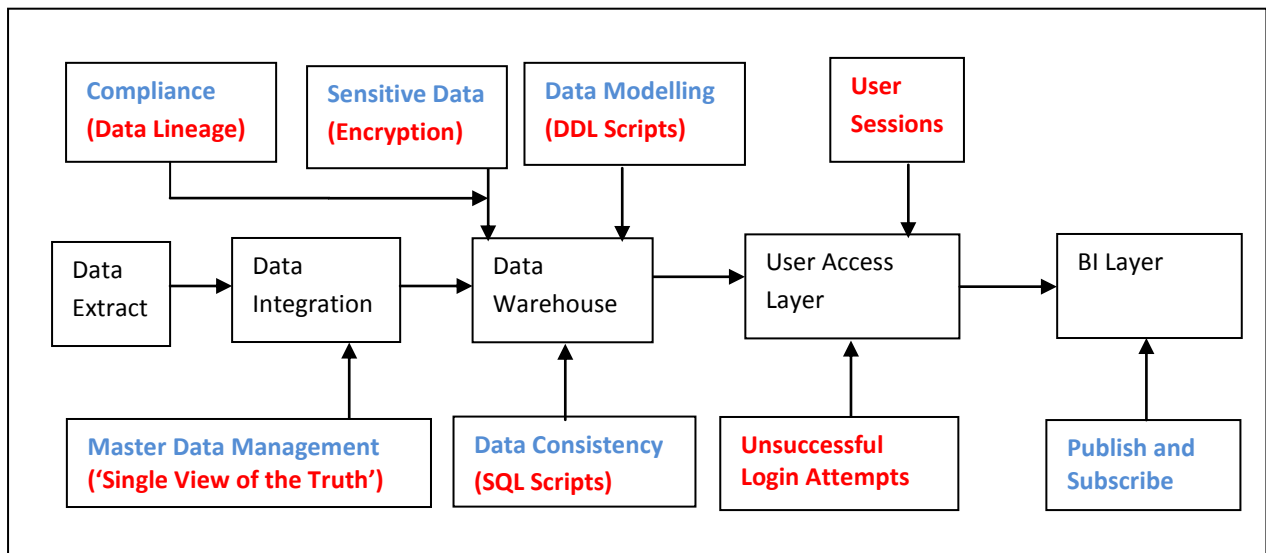 Compliance
(Data Lineage)
Sensitive Data
(Encryption)
Data Modelling
(DDL Scripts)
User
Sessions
Data
Extract
Data
Integration
Data
Warehouse
User Access
Layer
BI Layer
Master Data Management
(‘Single View of the Truth’)
Data Consistency
(SQL Scripts)
Unsuccessful
Login Attempts
Publish and
Subscribe